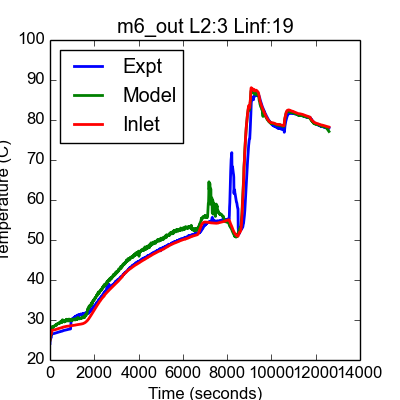 m6_out L2:3 Linf:19
100
90
80
70
60
50
40
30
20
Temperature (C)
Expt
Model
Inlet
0 2000 4000 6000 8000 10000 12000 14000
Time (seconds)